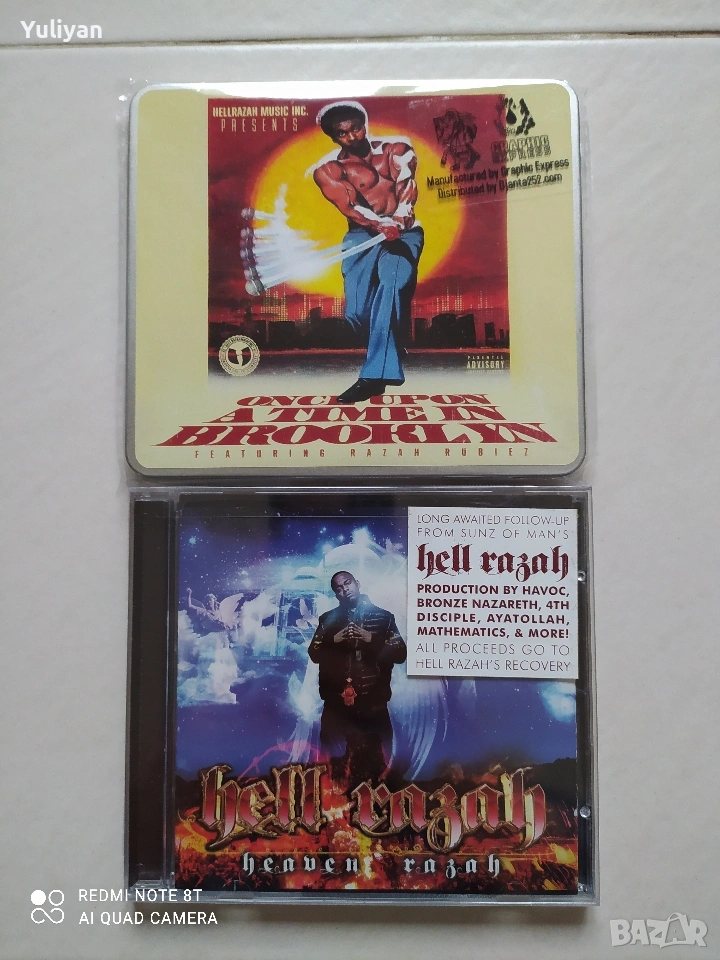 Yuliyan
HELLRAZAH MUSIC INC.
PRESENTS
GRAPHIC
EXPRESS
Manufactured by Graphic Express
Distributed by Djanta252.com
PARENTAL
ADVISORY
ONCE UPON
A TIME IN
BROOKLYN
FEATURING RAZAH RUBIEZ
LONG AWAITED FOLLOW-UP
FROM SUNZ OF MAN'S
hell razah
PRODUCTION BY HAVOC,
BRONZE NAZARETH, 4TH
DISCIPLE, AYATOLLAH,
MATHEMATICS, & MORE!
ALL PROCEEDS GO TO
HELL RAZAH'S RECOVERY
hell razah
heaven razah
REDMI NOTE 8T
AI QUAD CAMERA
BAZAR